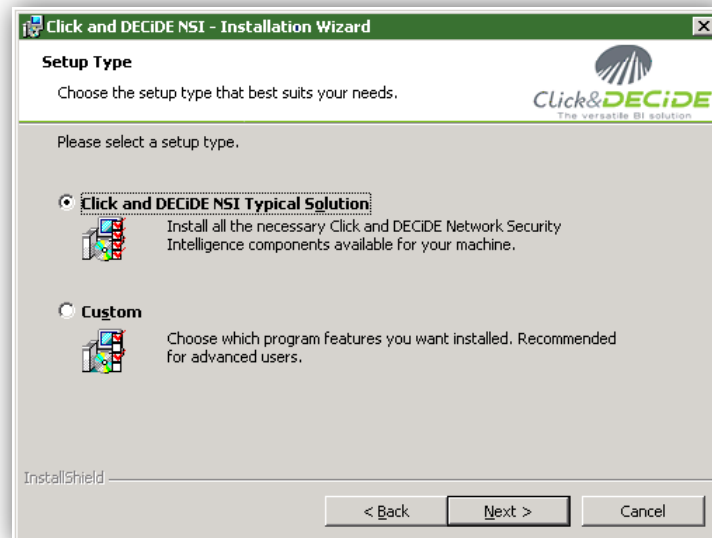 Click and DECiDE NSI - Installation Wizard
Setup Type
Choose the setup type that best suits your needs.
Click&DECiDE
The versatile BI solution
Please select a setup type.
Click and DECiDE NSI Typical Solution
Install all the necessary Click and DECiDE Network Security
Intelligence components available for your machine.
Custom
Choose which program features you want installed. Recommended
for advanced users.
InstallShield
< Back
Next >
Cancel